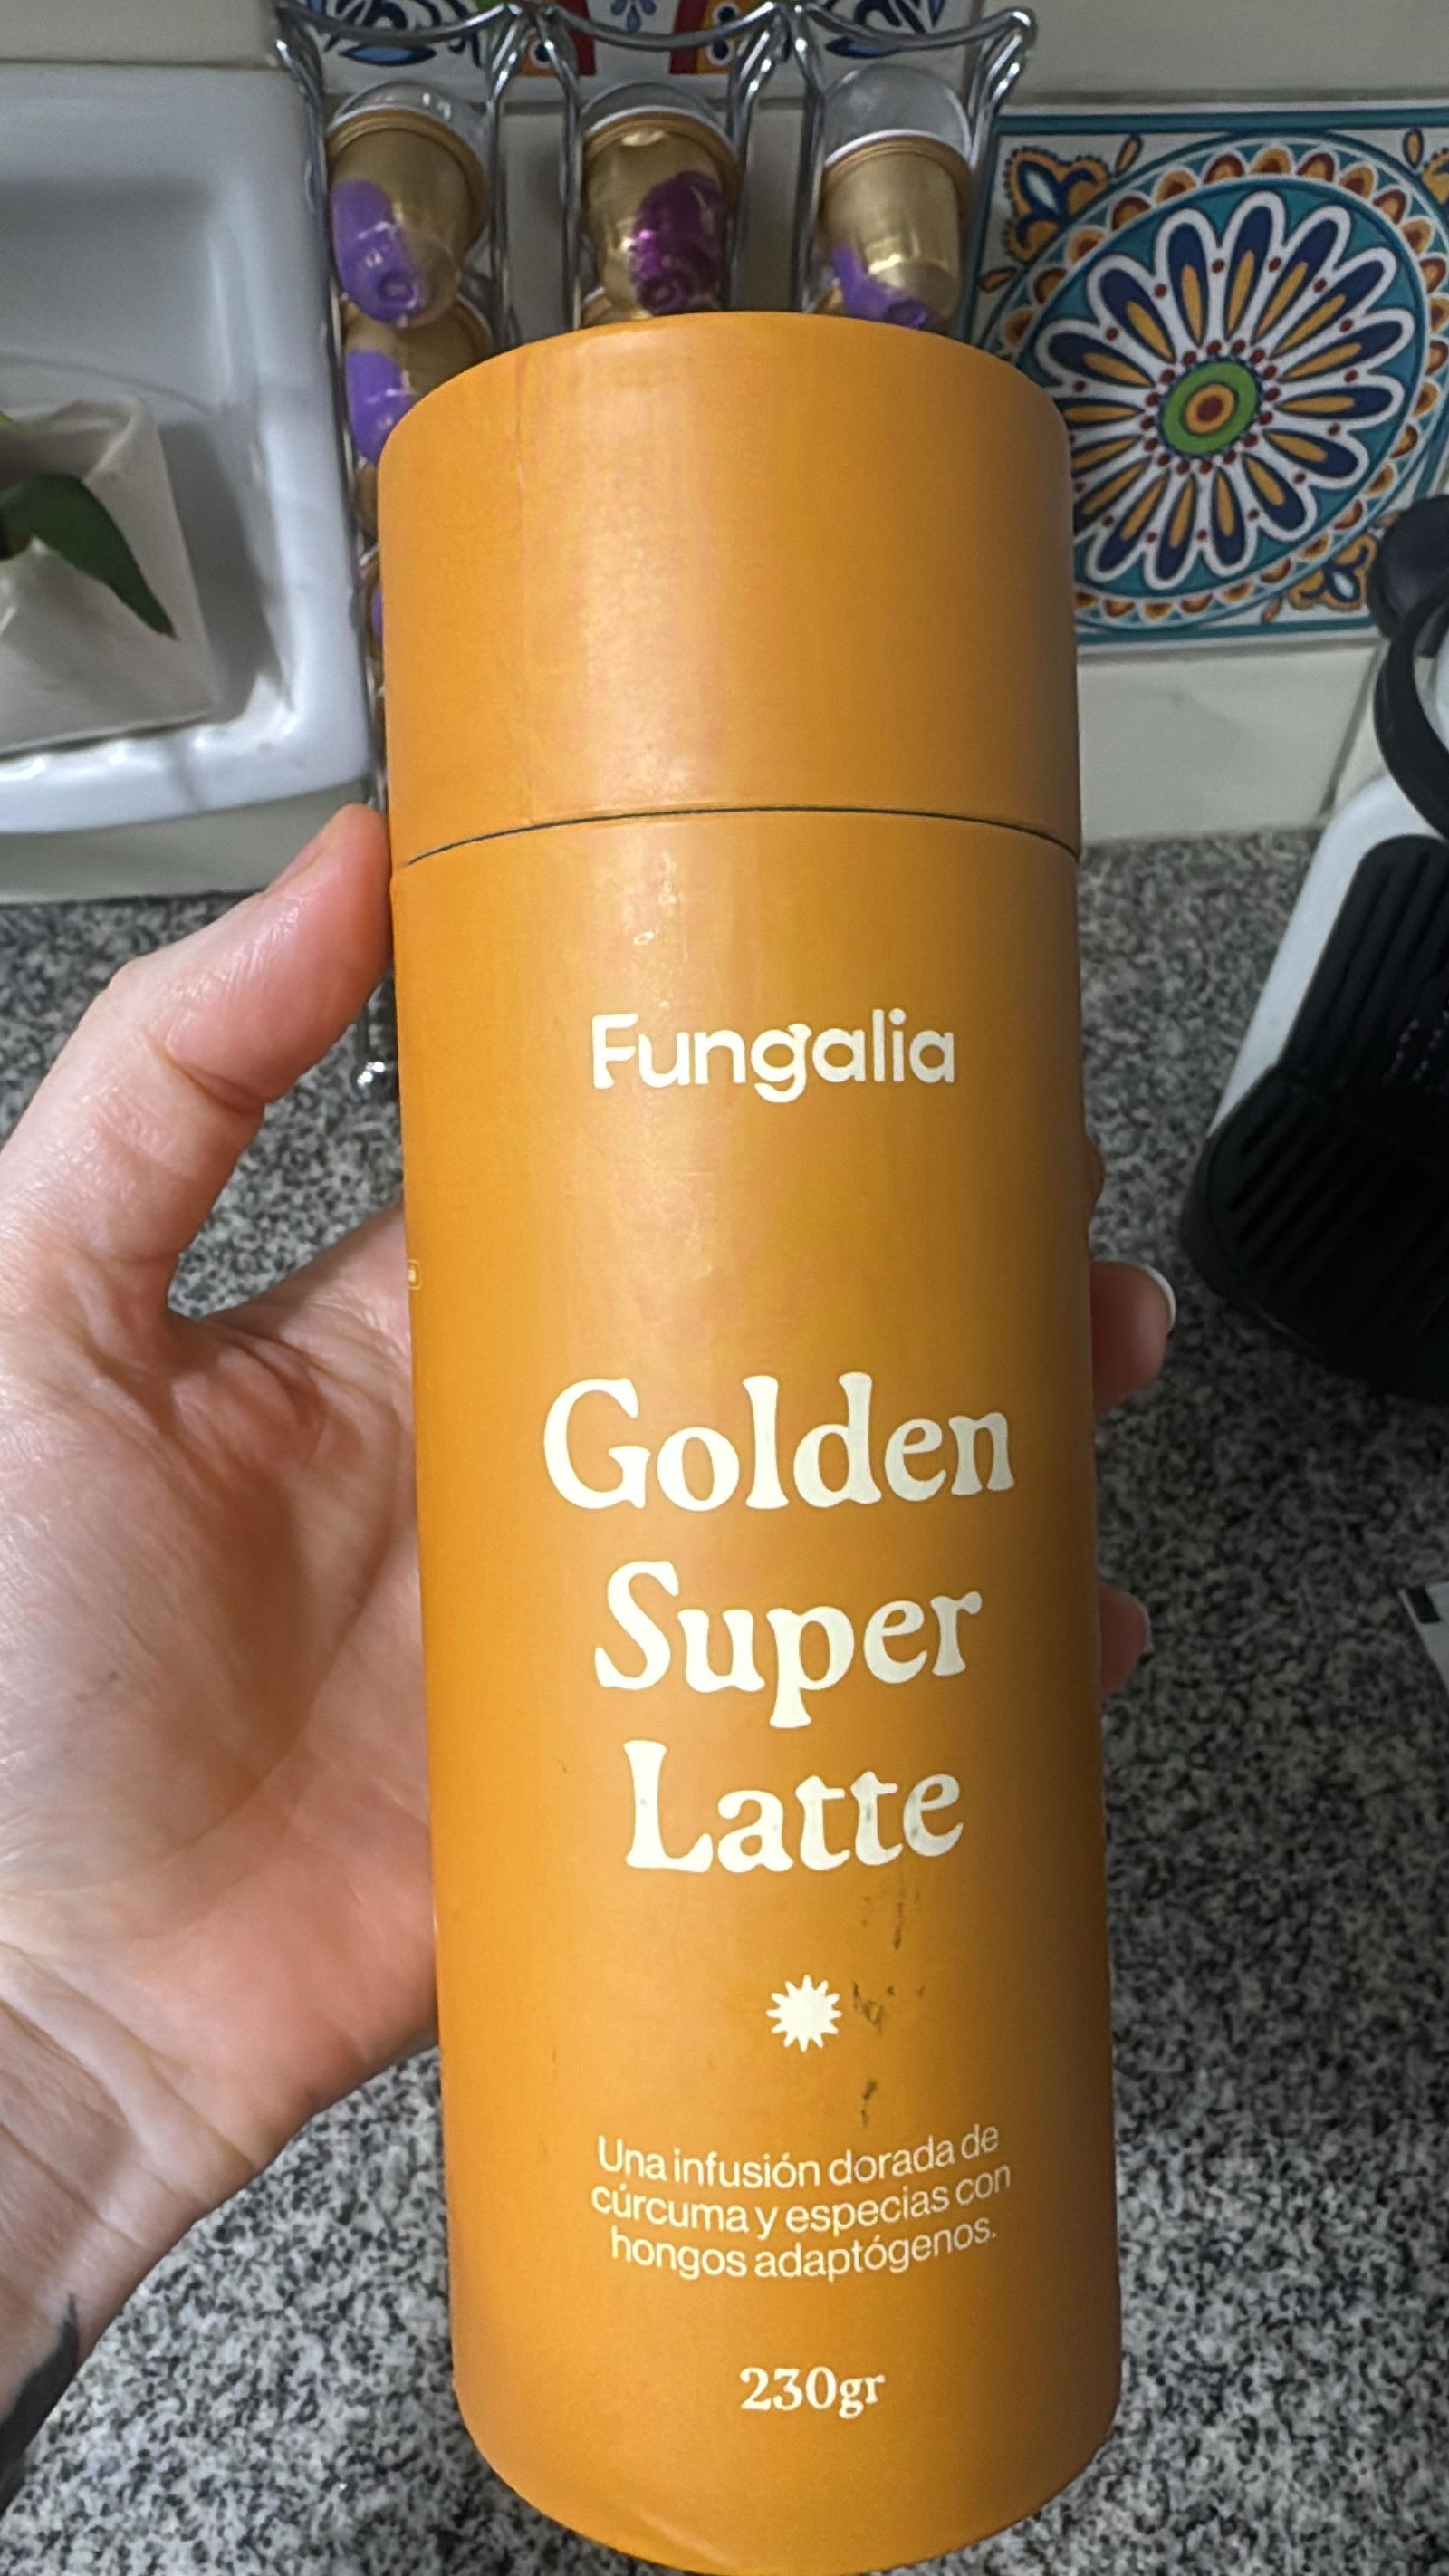 Fungalia
Golden
Super
Latte
Una infusión dorada de
cúrcuma y especias con
hongos adaptógenos.
230gr